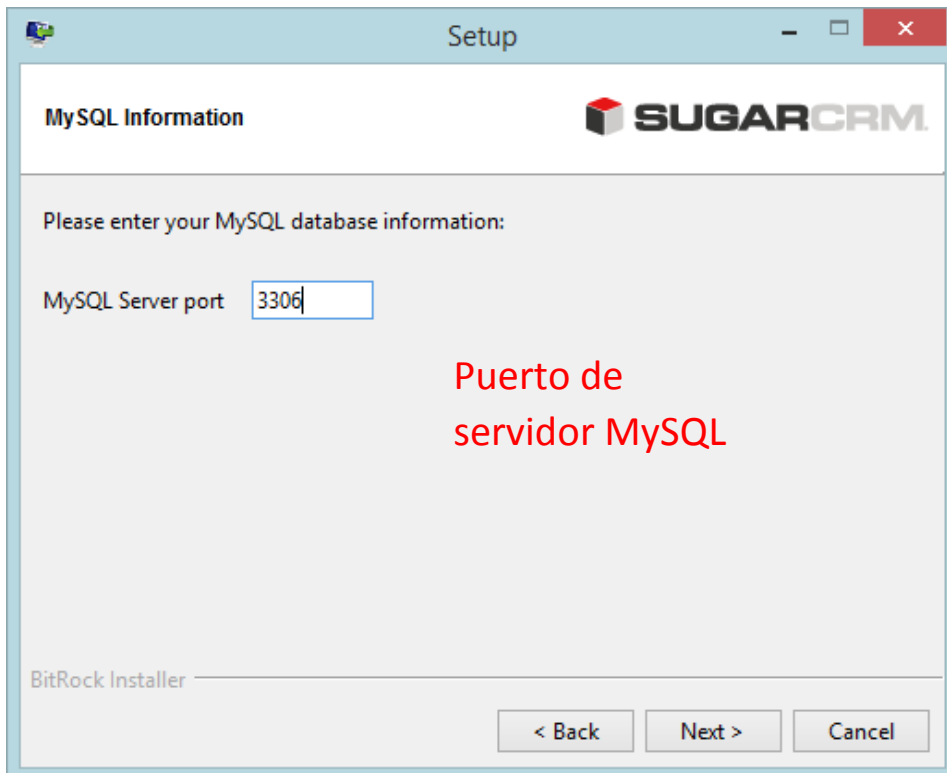 Setup
MySQL Information
SUGARCRM.
Please enter your MySQL database information:
MySQL Server port 3306
Puerto de
servidor MySQL
BitRock Installer
< Back Next > Cancel